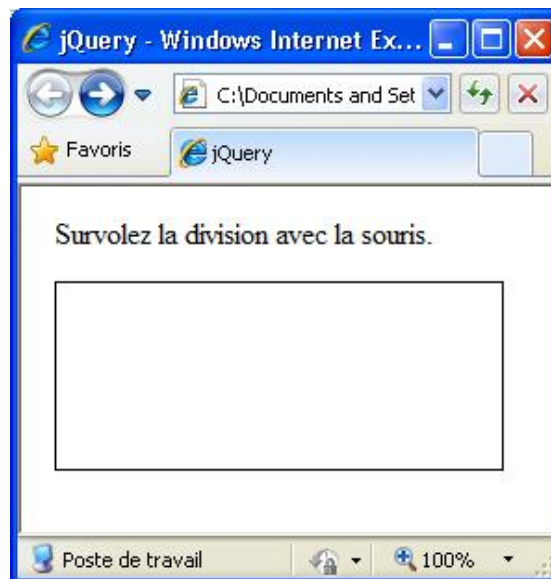 jQuery - Windows Internet Ex...
C:\Documents and Set
Favoris
jQuery
Survolez la division avec la souris.
Poste de travail
100%